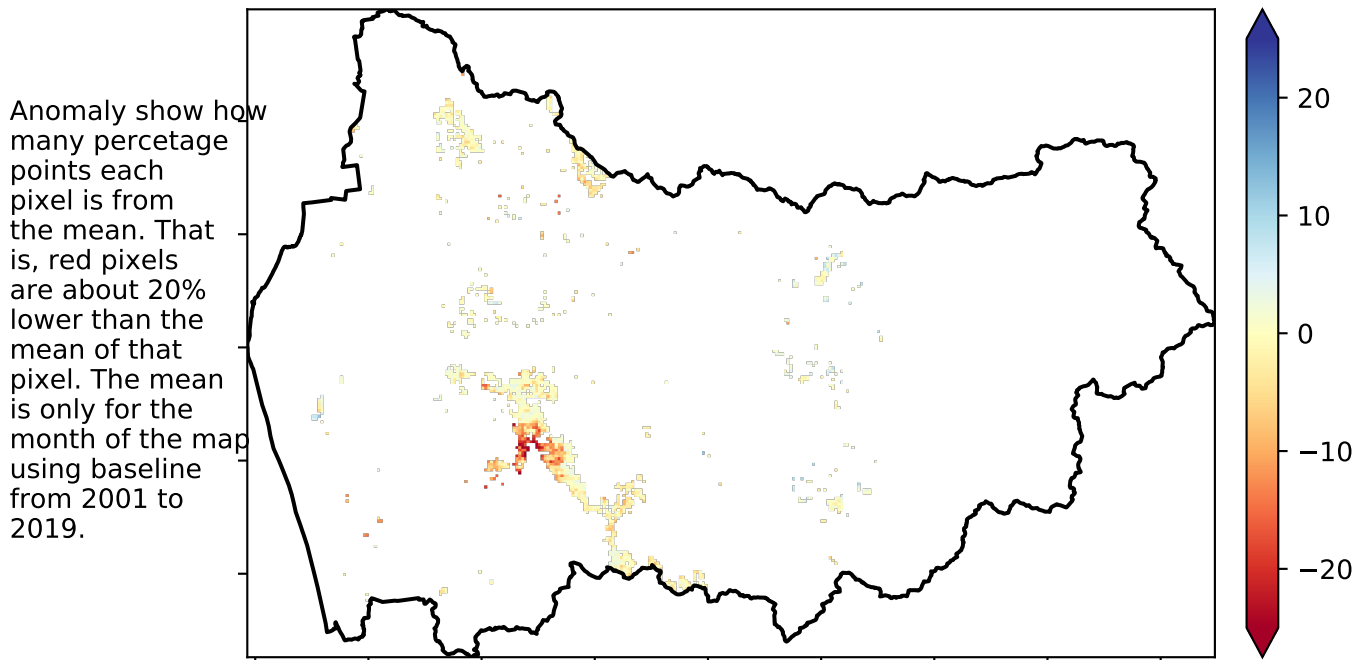 Anomaly show how
many percetage
points each
pixel is from
the mean. That
is, red pixels
are about 20%
lower than the
mean of that
pixel. The mean
is only for the
month of the map
using baseline
from 2001 to
2019.
20
10
0
−10
−20